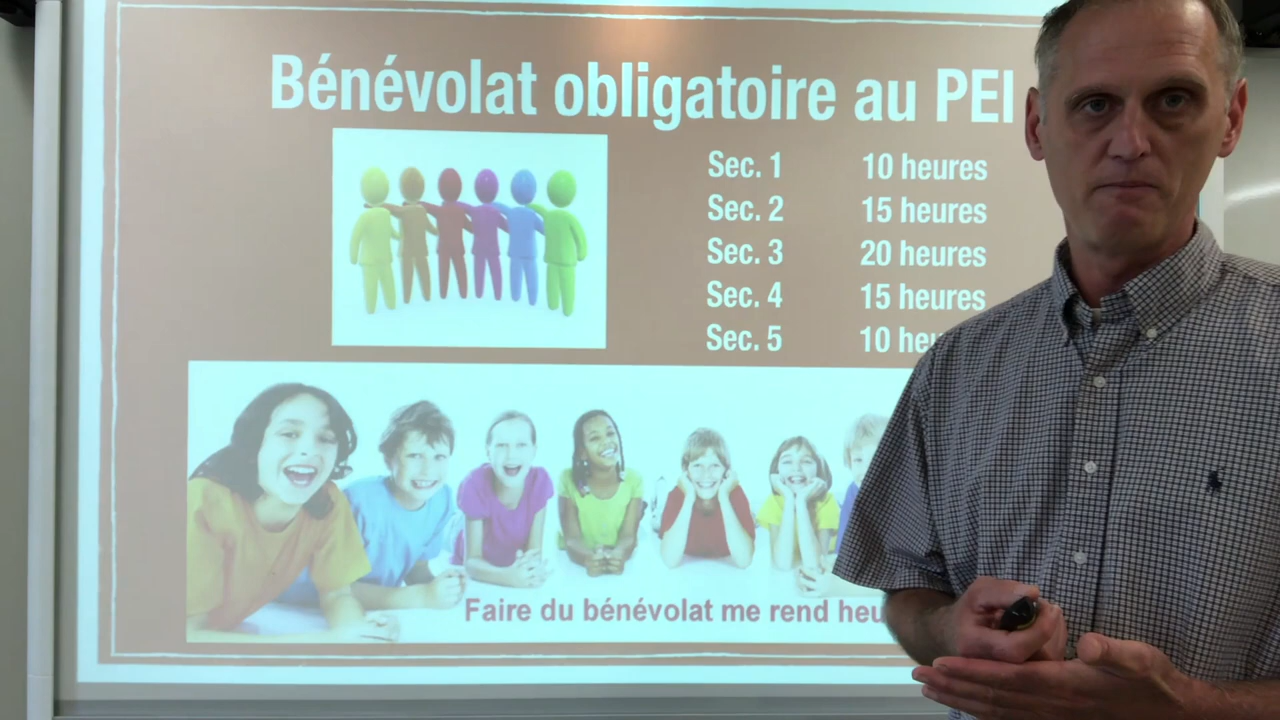 Bénévolat obligatoire au PEI
Sec. 1 10 heures
Sec. 2 15 heures
Sec. 3 20 heures
Sec. 4 15 heures
Sec. 5 10
Faire du bénévolat me rend